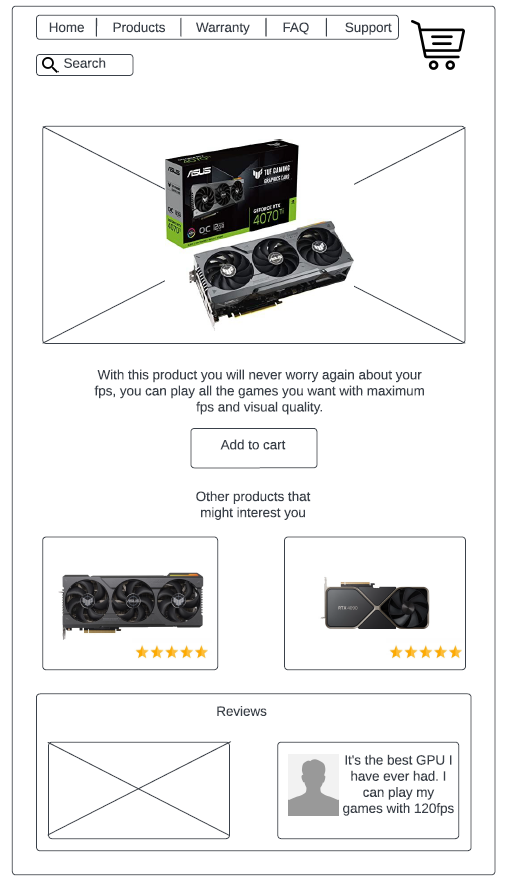 Home Products Warranty FAQ Support
Search
ASUS
TUF GAMING
GRAPHICS CARD
GEFORCE RTX
4070 Ti
OC
ASUS
With this product you will never worry again about your
fps, you can play all the games you want with maximum
fps and visual quality.
Add to cart
Other products that
might interest you
RTX 4090
Reviews
It's the best GPU I
have ever had. I
can play my
games with 120fps